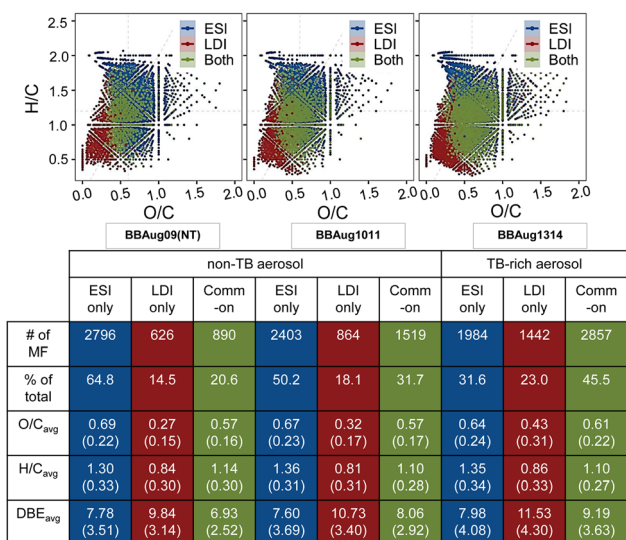 ESI
LDI
Both
ESI
LDI
Both
ESI
LDI
Both
H/C
2.5
2.0
1.5
1.0
0.5
0.0 0.5 1.0 1.5 2.0
0.0 0.5 1.0 1.5 2.0
0.0 0.5 1.0 1.5 2.0
O/C O/C O/C
BBAug09(NT) BBAug1011 BBAug1314
non-TB aerosol TB-rich aerosol
ESI LDI Comm ESI LDI Comm ESI LDI Comm
only only -on only only -on only only -on
# of 2796 626 890 2403 864 1519 1984 1442 2857
MF
% of 64.8 14.5 20.6 50.2 18.1 31.7 31.6 23.0 45.5
total
O/Cavg 0.69 0.27 0.57 0.67 0.32 0.57 0.64 0.43 0.61
(0.22) (0.15) (0.16) (0.23) (0.17) (0.17) (0.24) (0.31) (0.22)
H/Cavg 1.30 0.84 1.14 1.36 0.81 1.10 1.35 0.86 1.10
(0.33) (0.30) (0.30) (0.31) (0.31) (0.28) (0.34) (0.33) (0.27)
DBEavg 7.78 9.84 6.93 7.60 10.73 8.06 7.98 11.53 9.19
(3.51) (3.14) (2.52) (3.69) (3.40) (2.92) (4.08) (4.30) (3.63)